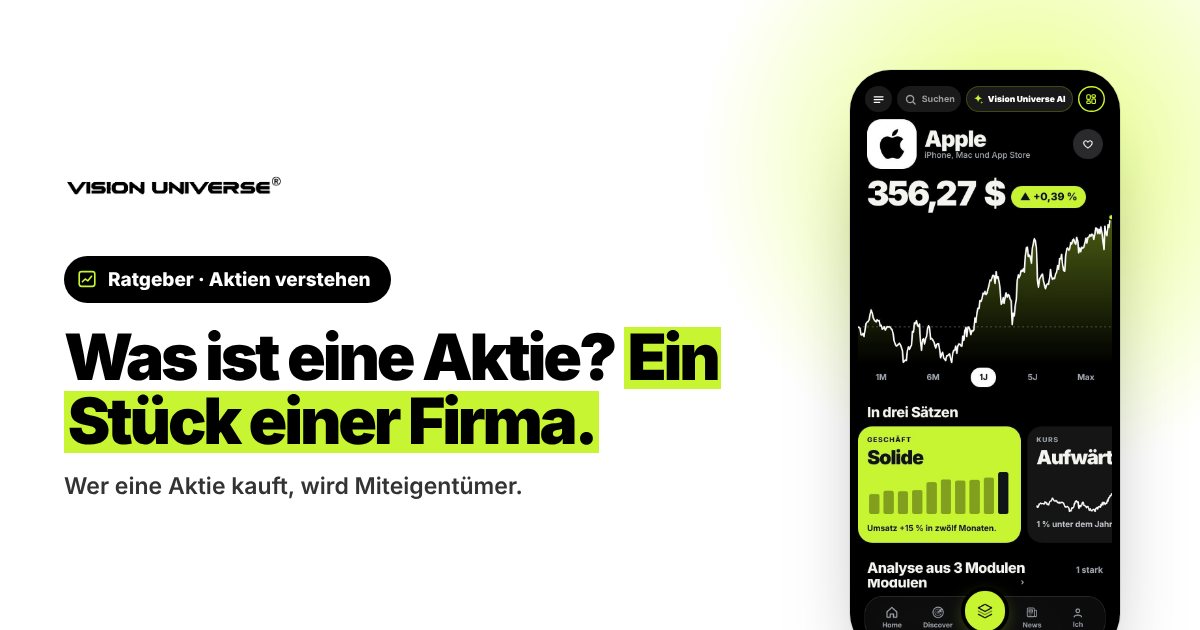 VISION UNIVERSE®
Ratgeber · Aktien verstehen
Was ist eine Aktie? Ein
Stück einer Firma.
Wer eine Aktie kauft, wird Miteigentümer.
Suchen
Vision Universe AI
Apple
iPhone, Mac und App Store
356,27 $
▲ +0,39 %
1M 6M 1J 5J Max
In drei Sätzen
GESCHÄFT
Solide
Umsatz +15 % in zwölf Monaten.
KURS
Aufwärt
1 % unter dem Jahr
Analyse aus 3 Modulen
1 stark
Modulen
Home Discover News Ich